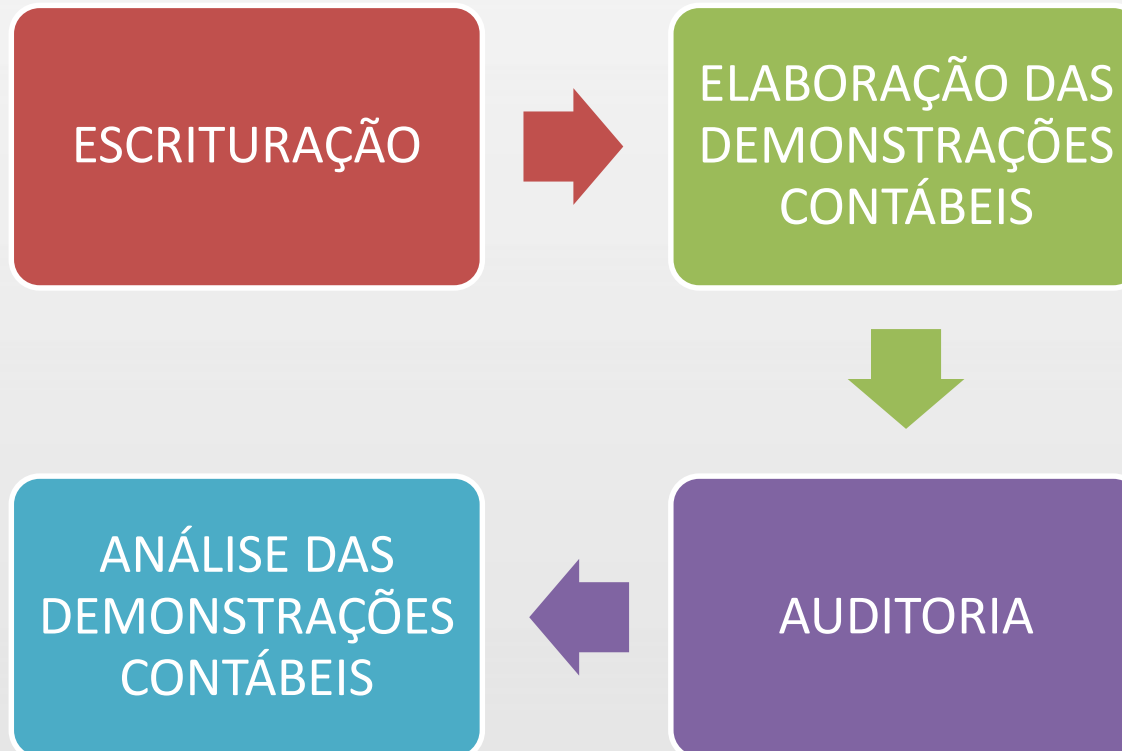 ESCRITURAÇÃO
ELABORAÇÃO DAS
DEMONSTRAÇÕES
CONTÁBEIS
AUDITORIA
ANÁLISE DAS
DEMONSTRAÇÕES
CONTÁBEIS